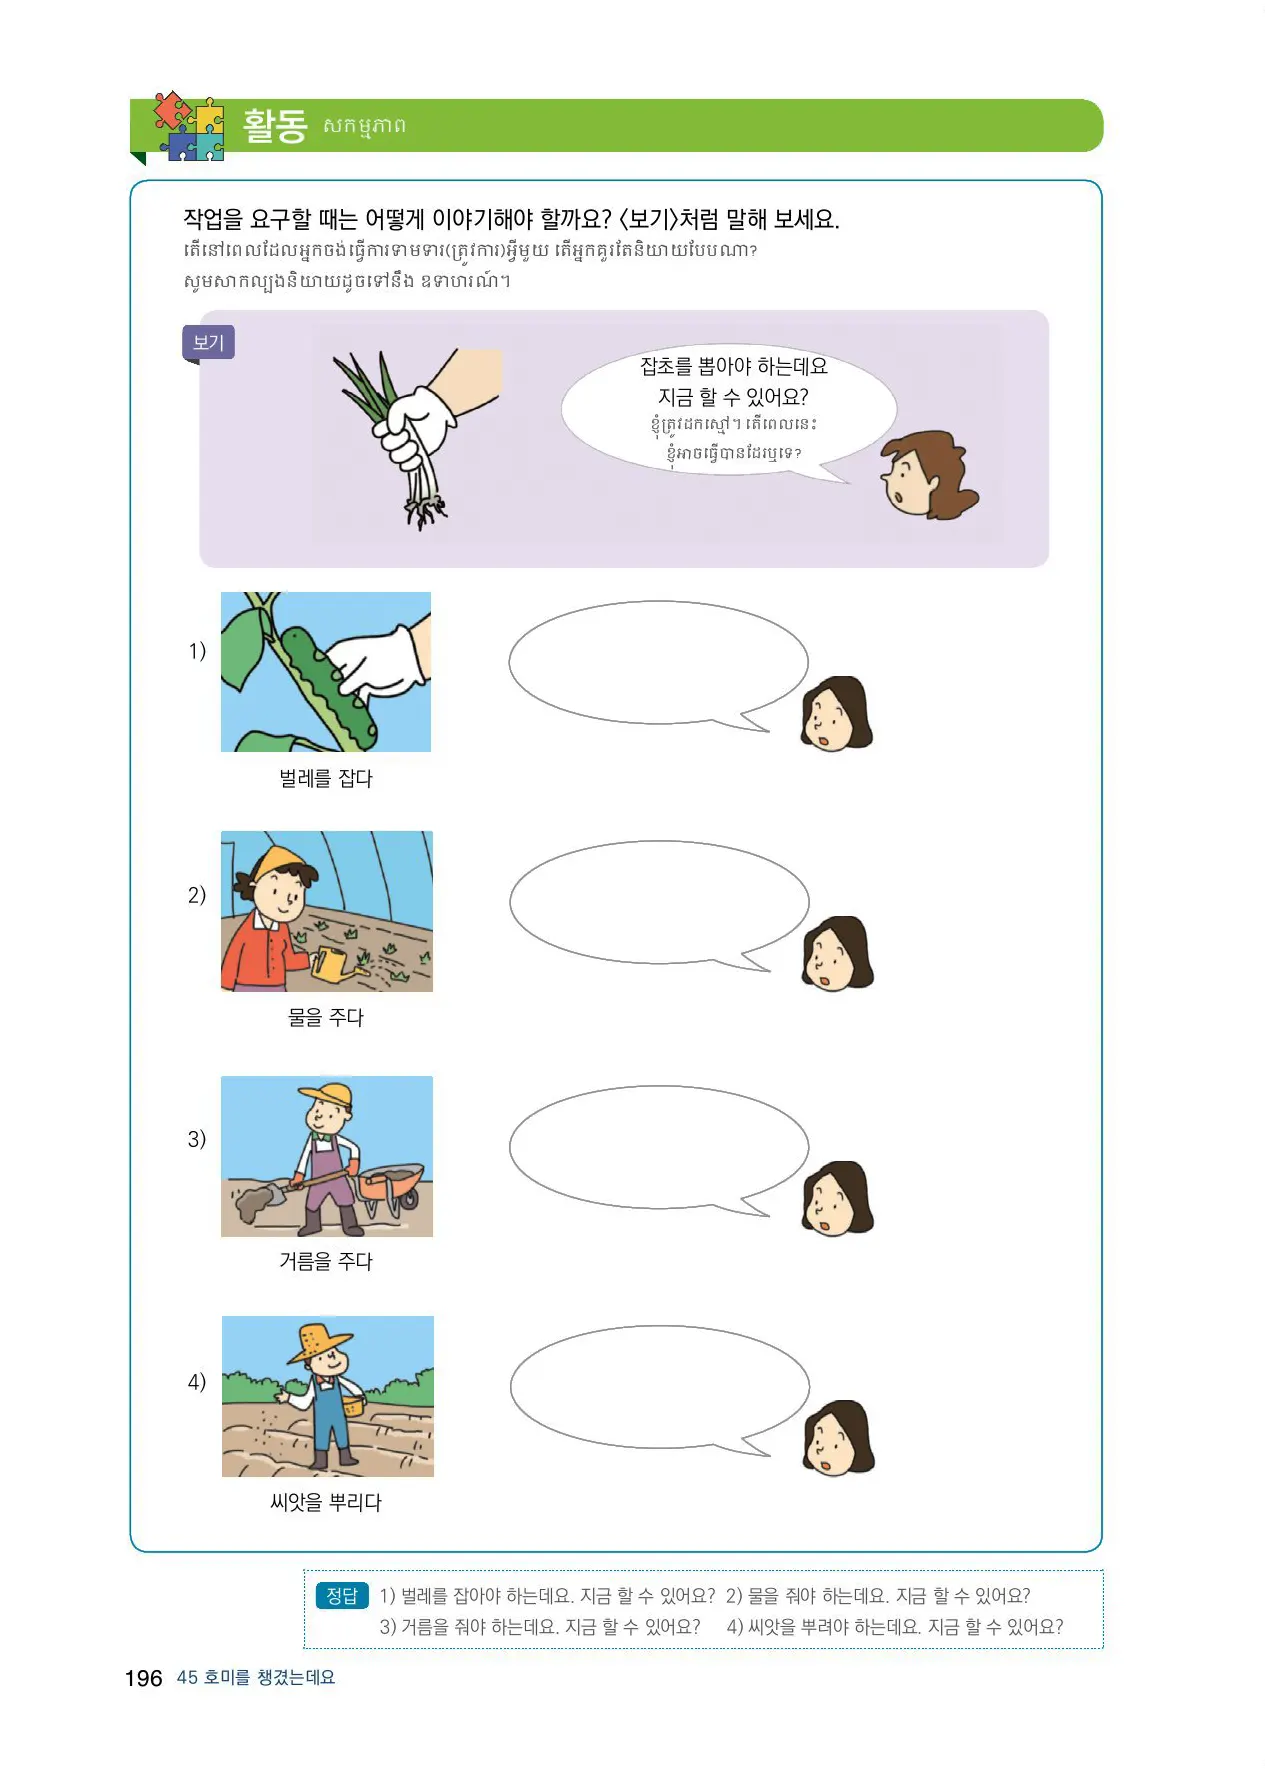 활동 សកម្មភាព
작업을 요구할 때는 어떻게 이야기해야 할까요? 〈보기〉처럼 말해 보세요.
តើនៅពេលដែលអ្នកចង់ធ្វើការទាមទារ(ត្រូវការ)អ្វីមួយ តើអ្នកគួរតែនិយាយបែបណា?
សូមសាកល្បងនិយាយដូចទៅនឹង ឧទាហរណ៍។
보기
잡초를 뽑아야 하는데요
지금 할 수 있어요?
ខ្ញុំត្រូវដកស្មៅ។ តើពេលនេះ
ខ្ញុំអាចធ្វើបានដែរឬទេ?
1)
벌레를 잡다
2)
물을 주다
3)
거름을 주다
4)
씨앗을 뿌리다
정답 1) 벌레를 잡아야 하는데요. 지금 할 수 있어요? 2) 물을 줘야 하는데요. 지금 할 수 있어요?
3) 거름을 줘야 하는데요. 지금 할 수 있어요? 4) 씨앗을 뿌려야 하는데요. 지금 할 수 있어요?
196 45 호미를 챙겼는데요